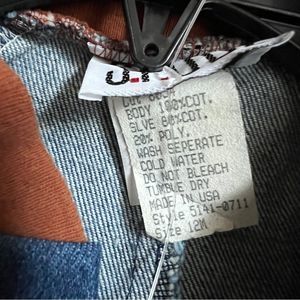 BODY 100%COT.
SLVE 80%COT.
20% POLY.
WASH SEPERATE
COLD WATER
DO NOT BLEACH
TUMBLE DRY
MADE IN USA
Style 5141-0711
Size 12M